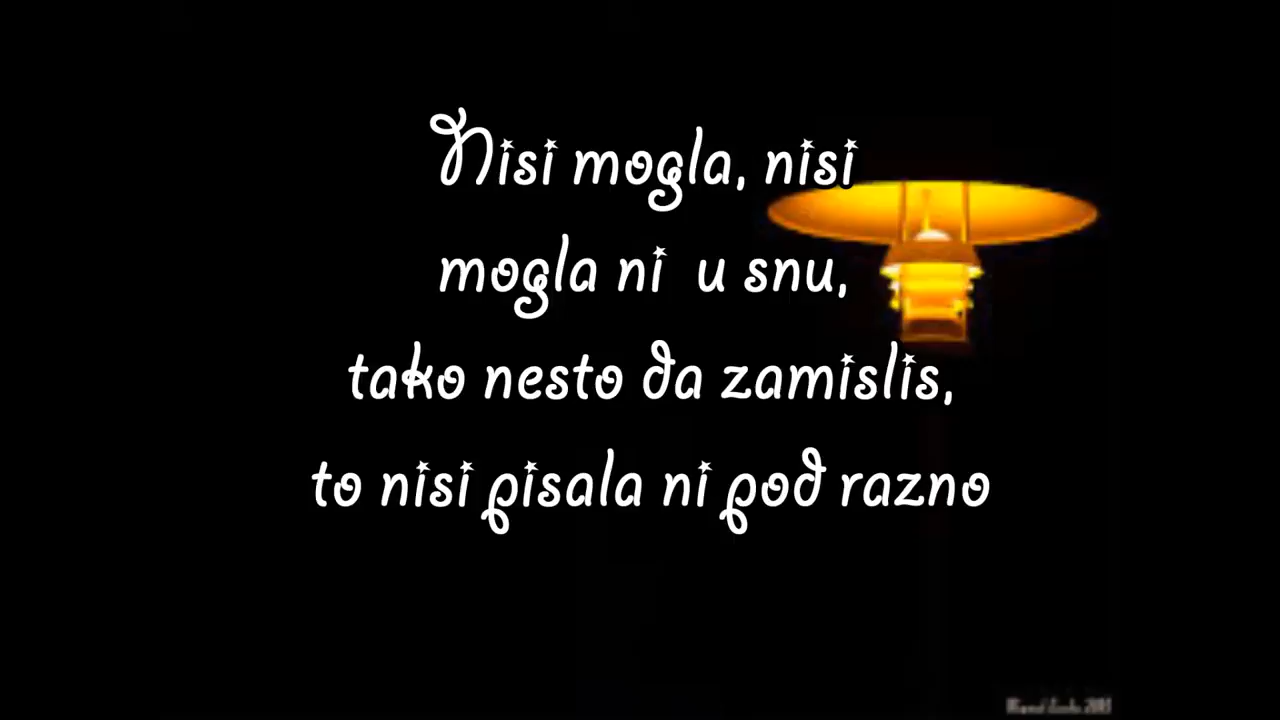 Nisi mogla, nisi
mogla ni u snu,
tako nesto da zamislis,
to nisi pisala ni pod razno